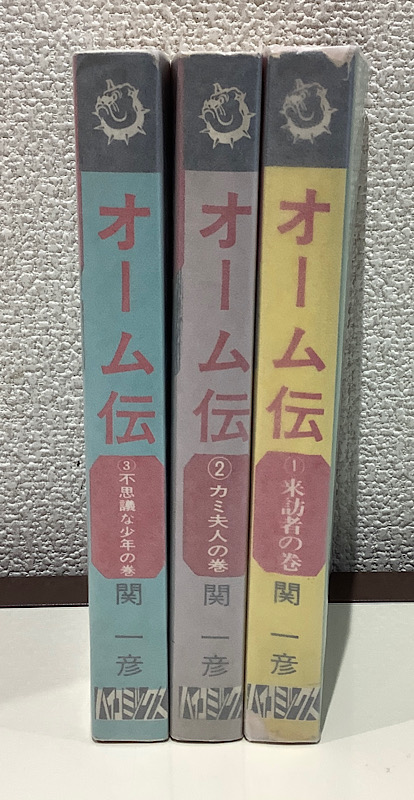 オーム伝
③不思議な少年の巻
関一彦
ハイコミックス
オーム伝
②カミ夫人の巻
関一彦
ハイコミックス
オーム伝
①来訪者の巻
関一彦
ハイコミックス